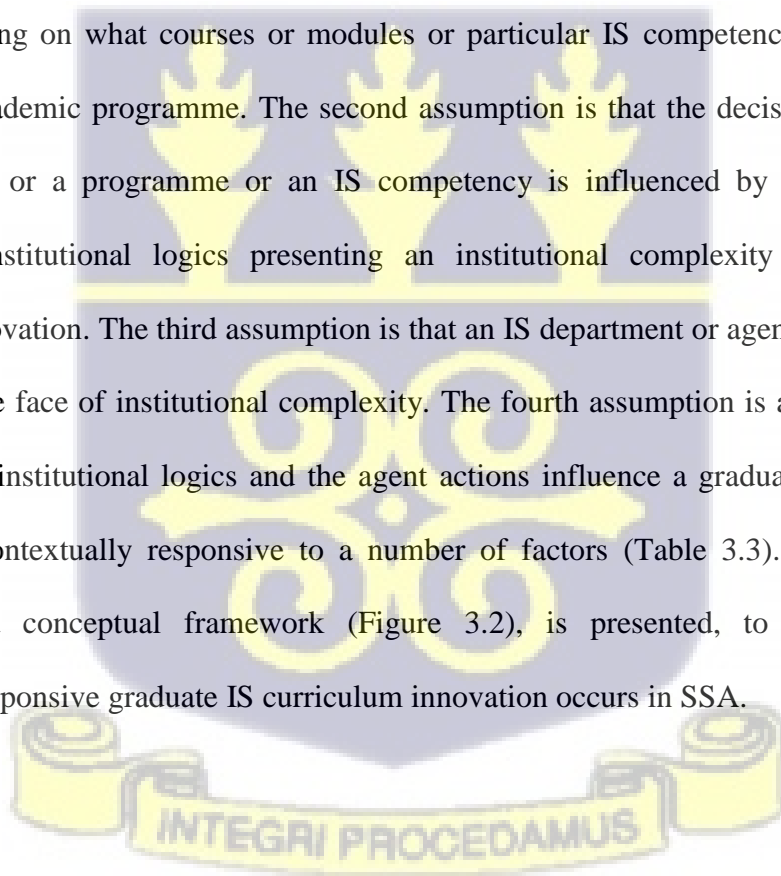 ng on what courses or modules or particular IS competenc
ademic programme. The second assumption is that the decis
or a programme or an IS competency is influenced by
nstitutional logics presenting an institutional complexity
ovation. The third assumption is that an IS department or agen
e face of institutional complexity. The fourth assumption is a
institutional logics and the agent actions influence a gradua
ontextually responsive to a number of factors (Table 3.3).
conceptual framework (Figure 3.2), is presented, to
sponsive graduate IS curriculum innovation occurs in SSA.
INTEGRI PROCEDAMUS